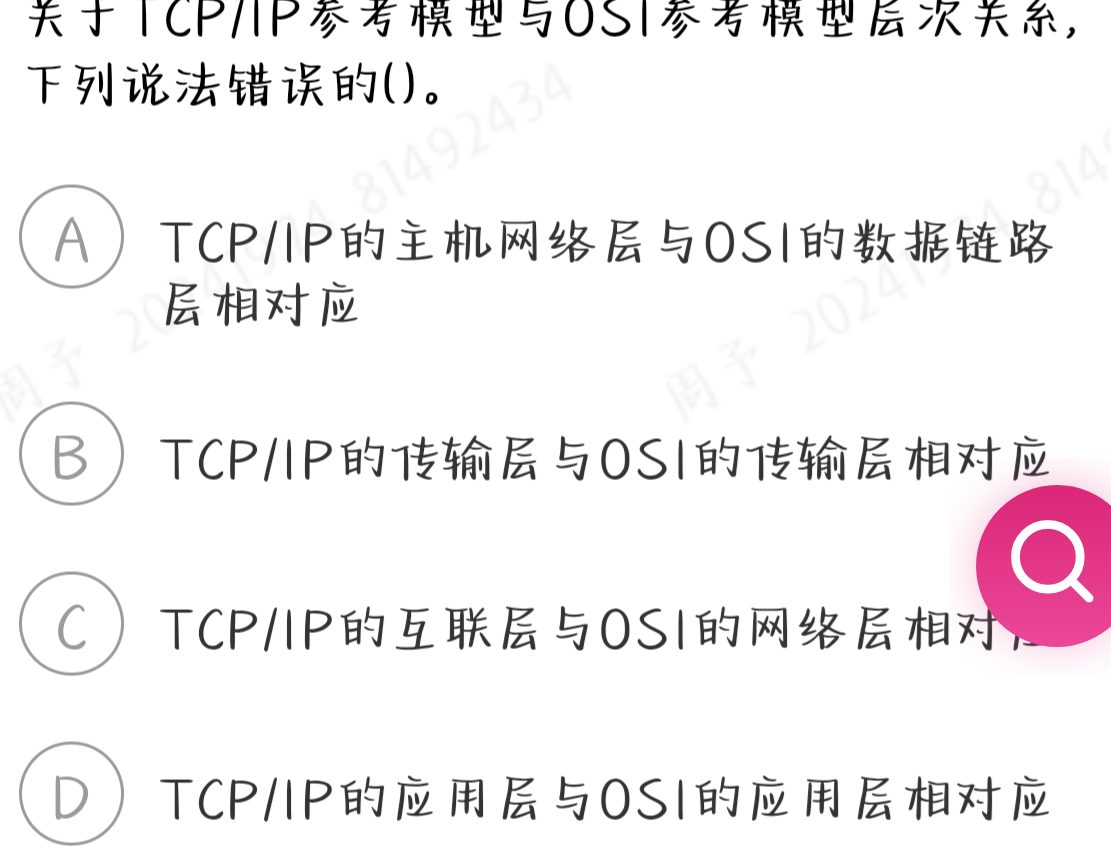 关于TCP/IP参考模型与OSI参考模型层次关系,
下列说法错误的()。
A
TCP/IP的主机网络层与OSI的数据链路
层相对应
B
TCP/IP的传输层与OSI的传输层相对应
C
TCP/IP的互联层与OSI的网络层相对应
D
TCP/IP的应用层与OSI的应用层相对应